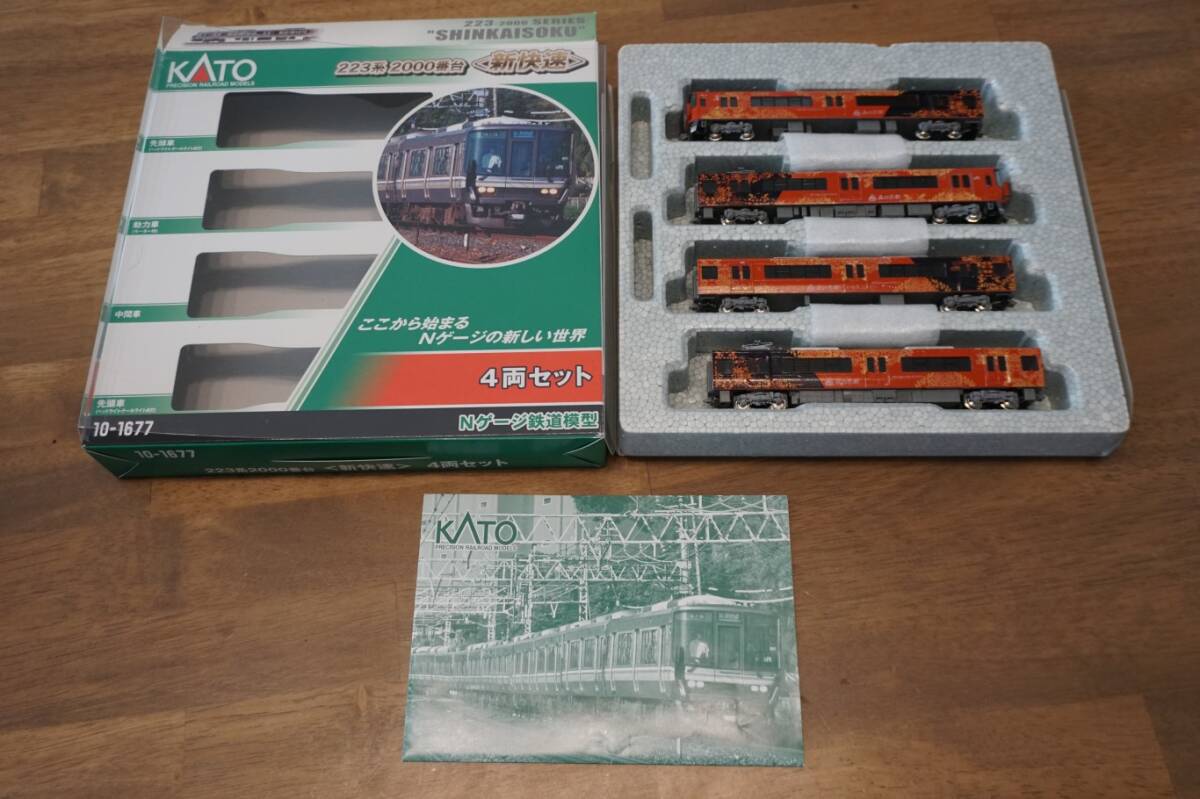 223-2000 SERIES
"SHINKAISOKU"
KATO
PRECISION RAILROAD MODELS
223系2000番台 <新快速>
先頭車
動力車
中間車
先頭車
ここから始まる
Nゲージの新しい世界
4両セット
10-1677
Nゲージ鉄道模型
10-1677
223系2000番台 <新快速> 4両セット
KATO
PRECISION RAILROAD MODELS